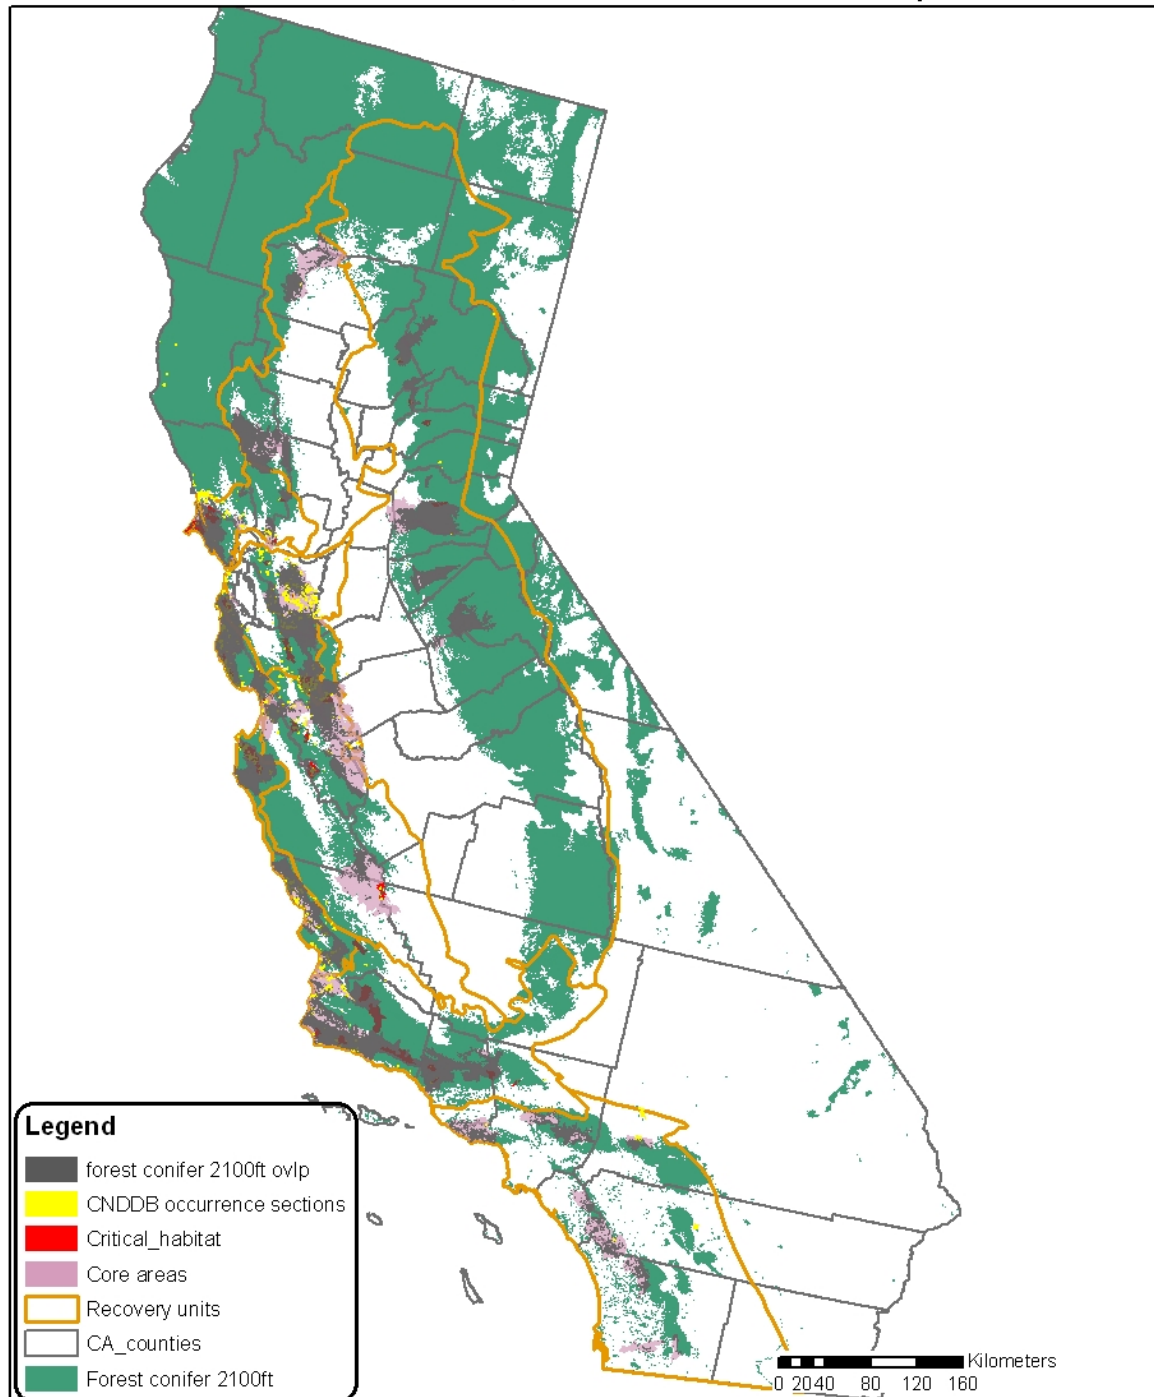 Legend
forest conifer 2100ft ovlp
CNDDB occurrence sections
Critical_habitat
Core areas
Recovery units
CA_counties
Forest conifer 2100ft
Kilometers
0 20 40 80 120 160